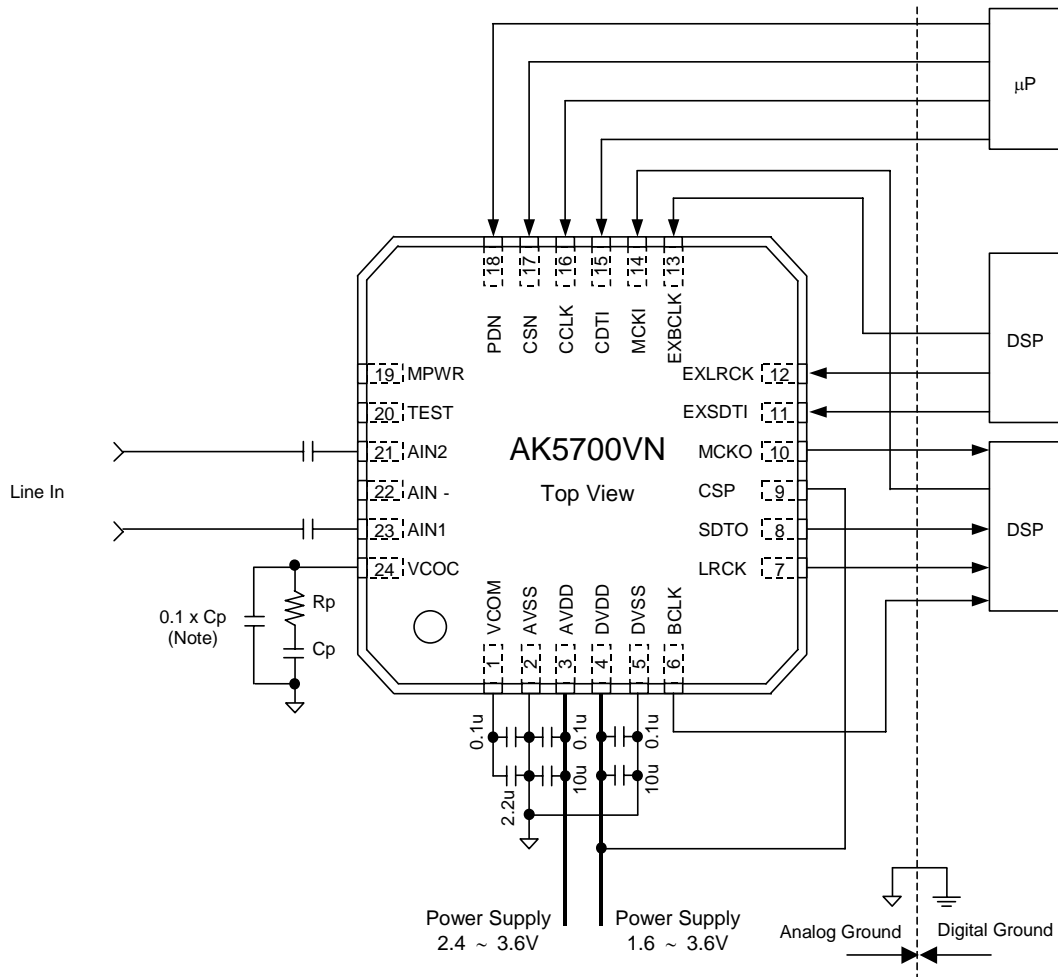 μP
18
17
16
15
14
13
PDN
CSN
CCLK
CDTI
MCKI
EXBCLK
DSP
19 MPWR
EXLRCK 12
20 TEST
EXSDTI 11
21 AIN2
AK5700VN
MCKO 10
Line In
22 AIN -
Top View
CSP 9
23 AIN1
SDTO 8
DSP
24 VCOC
LRCK 7
0.1 x Cp
(Note)
Rp
Cp
VCOM
AVSS
AVDD
DVDD
DVSS
BCLK
1
2
3
4
5
6
0.1u
0.1u
0.1u
2.2u
10u
10u
Power Supply
2.4 ~ 3.6V
Power Supply
1.6 ~ 3.6V
Analog Ground
Digital Ground